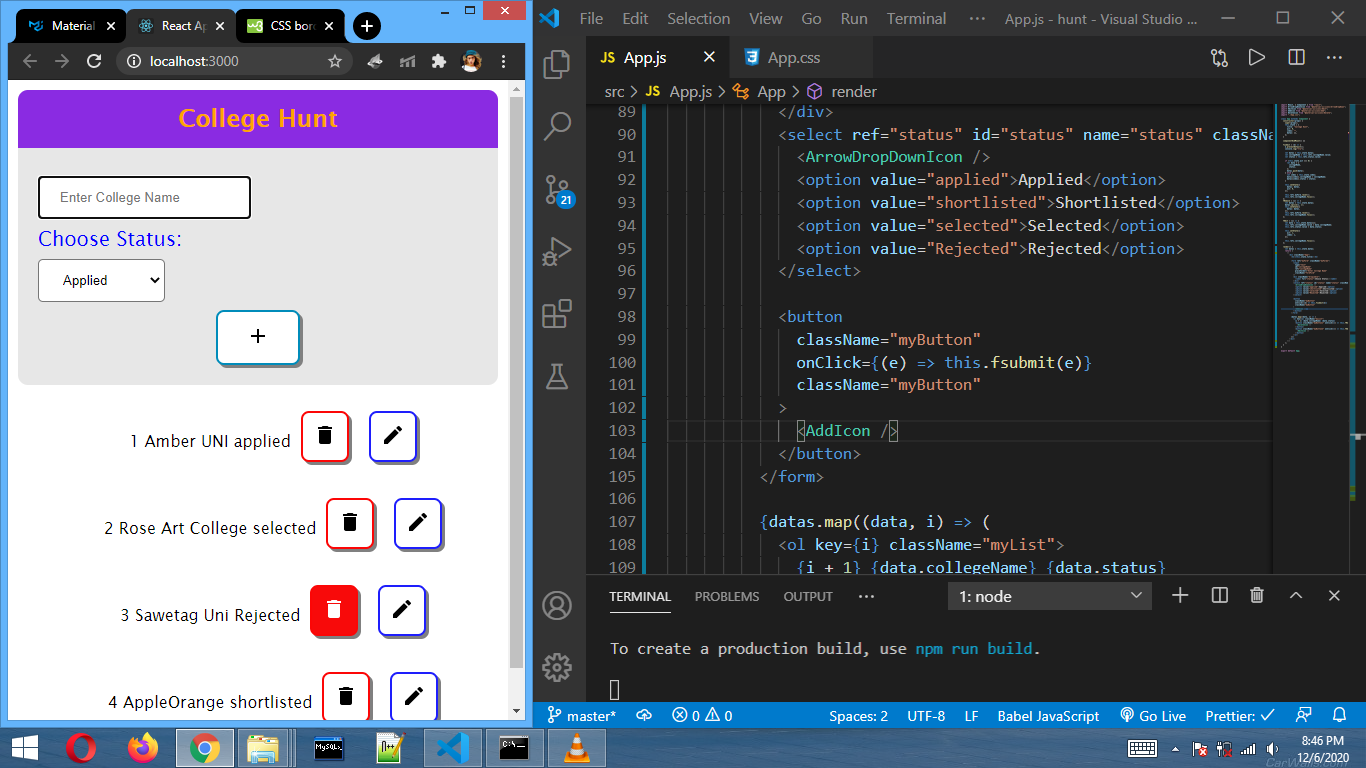 Material
React Ap
CSS bor
localhost:3000
College Hunt
Enter College Name
Choose Status:
Applied
1 Amber UNI applied
2 Rose Art College selected
3 Sawetag Uni Rejected
4 AppleOrange shortlisted
File Edit Selection View Go Run Terminal ··· App.js - hunt - Visual Studio ...
JS App.js
App.css
src > JS App.js > App > render
21
89 </div>
90 <select ref="status" id="status" name="status" classNa
91 <ArrowDropDownIcon />
92 <option value="applied">Applied</option>
93 <option value="shortlisted">Shortlisted</option>
94 <option value="selected">Selected</option>
95 <option value="Rejected">Rejected</option>
96 </select>
97
98 <button
99 className="myButton"
100 onClick={(e) => this.fsubmit(e)}
101 className="myButton"
102 >
103 <AddIcon />
104 </button>
105 </form>
106
107 {datas.map((data, i) => (
108 <ol key={i} className="myList">
109 {i + 1} {data.collegeName} {data.status}
TERMINAL PROBLEMS OUTPUT ··· 1: node
To create a production build, use npm run build.
master* 0 0 Spaces: 2 UTF-8 LF Babel JavaScript Go Live Prettier: ✓
MySQL
C:\
8:46 PM
12/6/2020